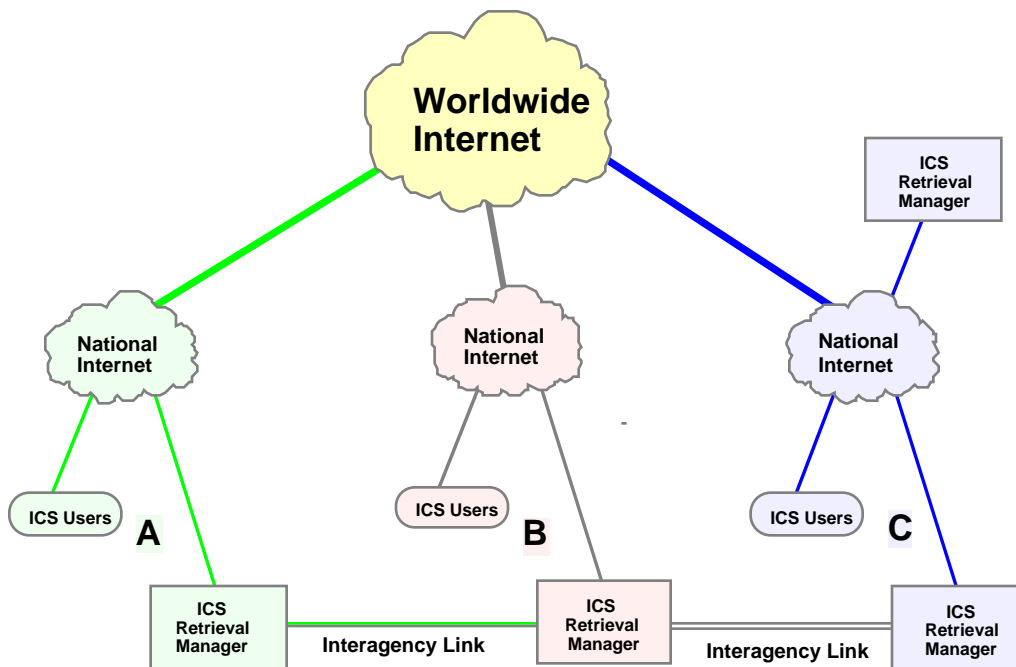 Worldwide
Internet
ICS
Retrieval
Manager
National
Internet
National
Internet
National
Internet
ICS Users
A
ICS Users
B
ICS Users
C
ICS
Retrieval
Manager
Interagency Link
ICS
Retrieval
Manager
Interagency Link
ICS
Retrieval
Manager